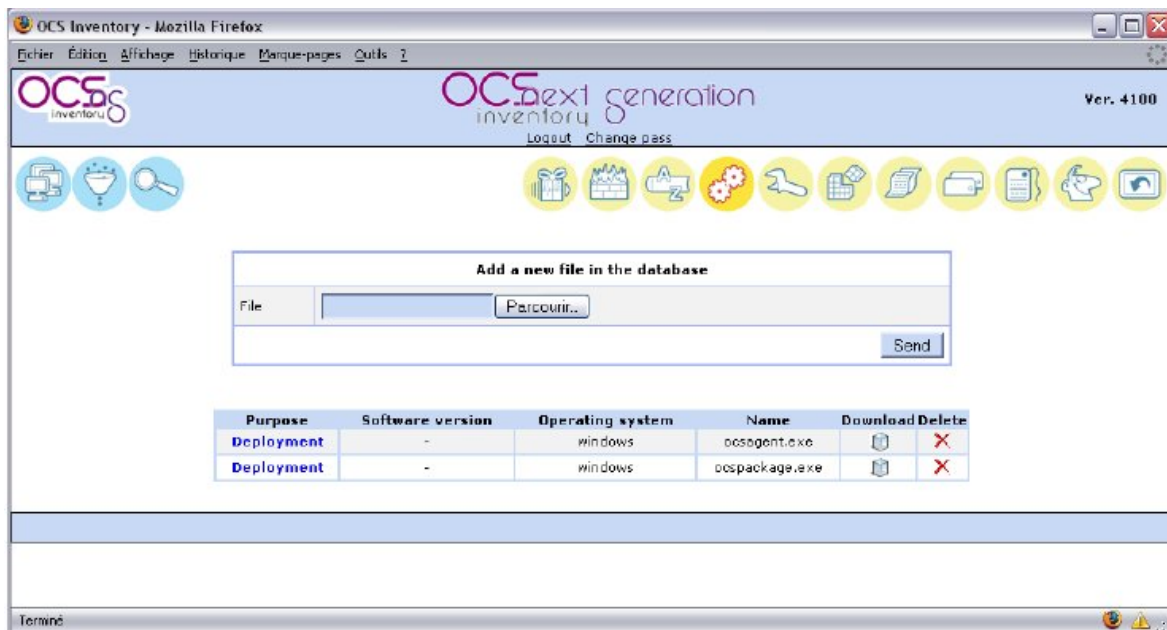 OCS Inventory - Mozilla Firefox
Fichier Édition Affichage Historique Marque-pages Outils ?
OCS ng inventory
OCS next generation inventory
Ver. 4100
Logout Change pass
A Z
Add a new file in the database
File Parcourir..
Send
Purpose Software version Operating system Name Download Delete
Deployment - windows ocsagent.exe
Deployment - windows ocspackage.exe
Terminé